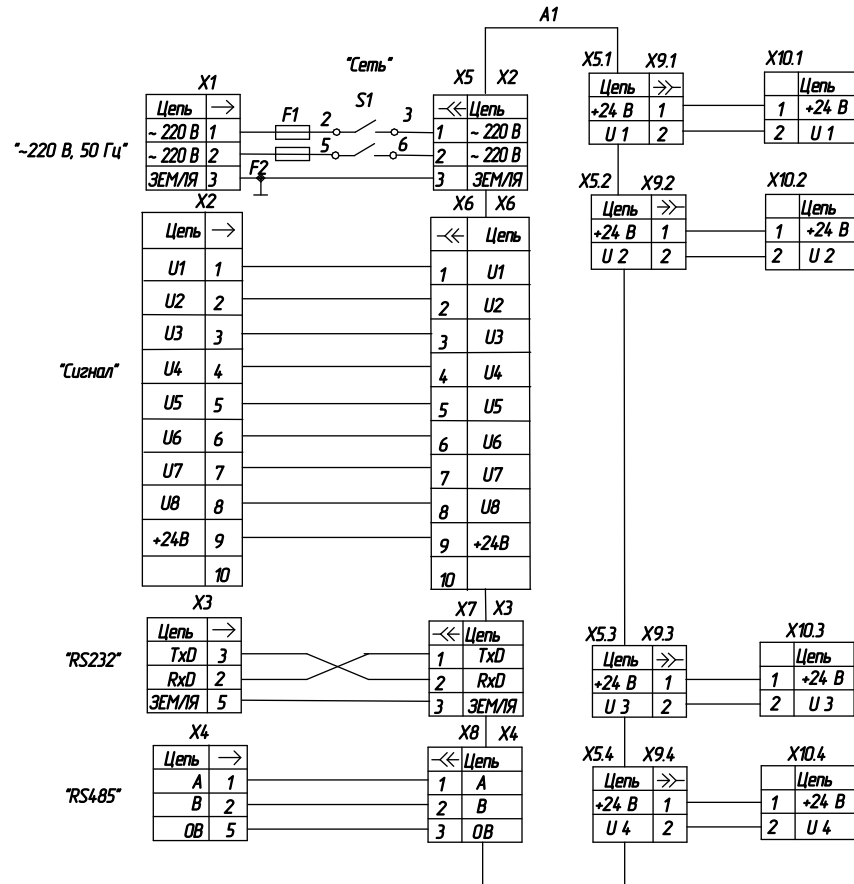 A1
"Сеть"
X1
X5 X2
X5.1 X9.1
X10.1
Цепь
F1
2
S1
3
Цепь
Цепь
Цепь
~ 220 В 1
1 ~ 220 В
+24 В 1
1 +24 В
"~220 В, 50 Гц"
~ 220 В 2
5
6
2 ~ 220 В
U 1 2
2 U 1
ЗЕМЛЯ 3
F2
3 ЗЕМЛЯ
X2
X6 X6
X5.2 X9.2
X10.2
Цепь
Цепь
Цепь
Цепь
+24 В 1
1 +24 В
U 2 2
2 U 2
"Сигнал"
U1 1
1 U1
U2 2
2 U2
U3 3
3 U3
U4 4
4 U4
U5 5
5 U5
U6 6
6 U6
U7 7
7 U7
U8 8
8 U8
+24В 9
9 +24В
10
10
X3
X7 X3
X5.3 X9.3
X10.3
"RS232"
Цепь
Цепь
Цепь
Цепь
TxD 3
1 TxD
+24 В 1
1 +24 В
RxD 2
2 RxD
U 3 2
2 U 3
ЗЕМЛЯ 5
3 ЗЕМЛЯ
X4
X8 X4
X5.4 X9.4
X10.4
"RS485"
Цепь
Цепь
Цепь
Цепь
A 1
1 A
+24 В 1
1 +24 В
B 2
2 B
U 4 2
2 U 4
0В 5
3 0В